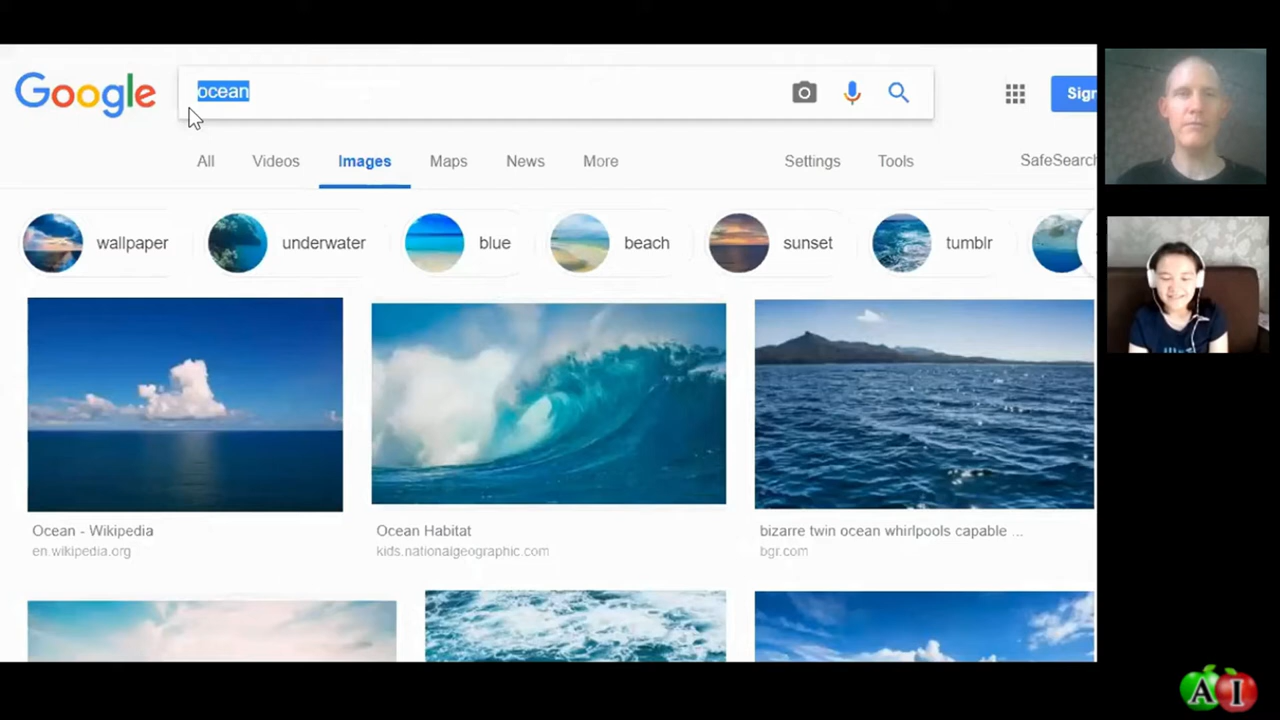 Google
ocean
Sign
All Videos Images Maps News More Settings Tools SafeSearch
wallpaper underwater blue beach sunset tumblr
Ocean - Wikipedia
en.wikipedia.org
Ocean Habitat
kids.nationalgeographic.com
bizarre twin ocean whirlpools capable ...
bgr.com
A I